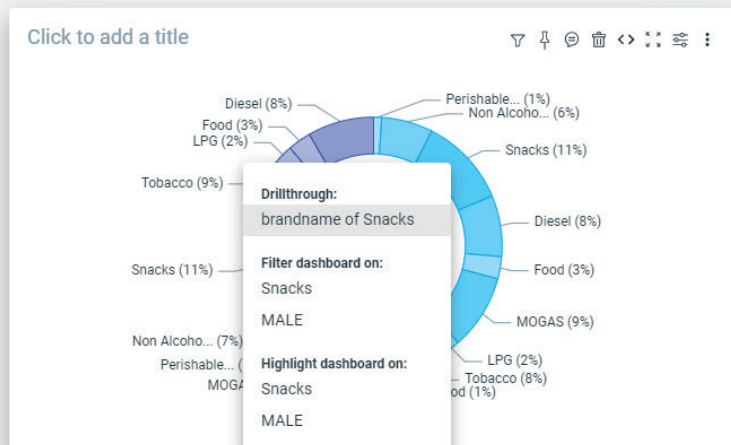 Click to add a title
Diesel (8%)
Perishable... (1%)
Non Alcoho... (6%)
Food (3%)
LPG (2%)
Snacks (11%)
Tobacco (9%)
Drillthrough:
brandname of Snacks
Diesel (8%)
Filter dashboard on:
Food (3%)
Snacks (11%)
Snacks
MALE
MOGAS (9%)
Non Alcoho... (7%)
Perishable... (
Highlight dashboard on:
LPG (2%)
MOGA
Snacks
Tobacco (8%)
od (1%)
MALE